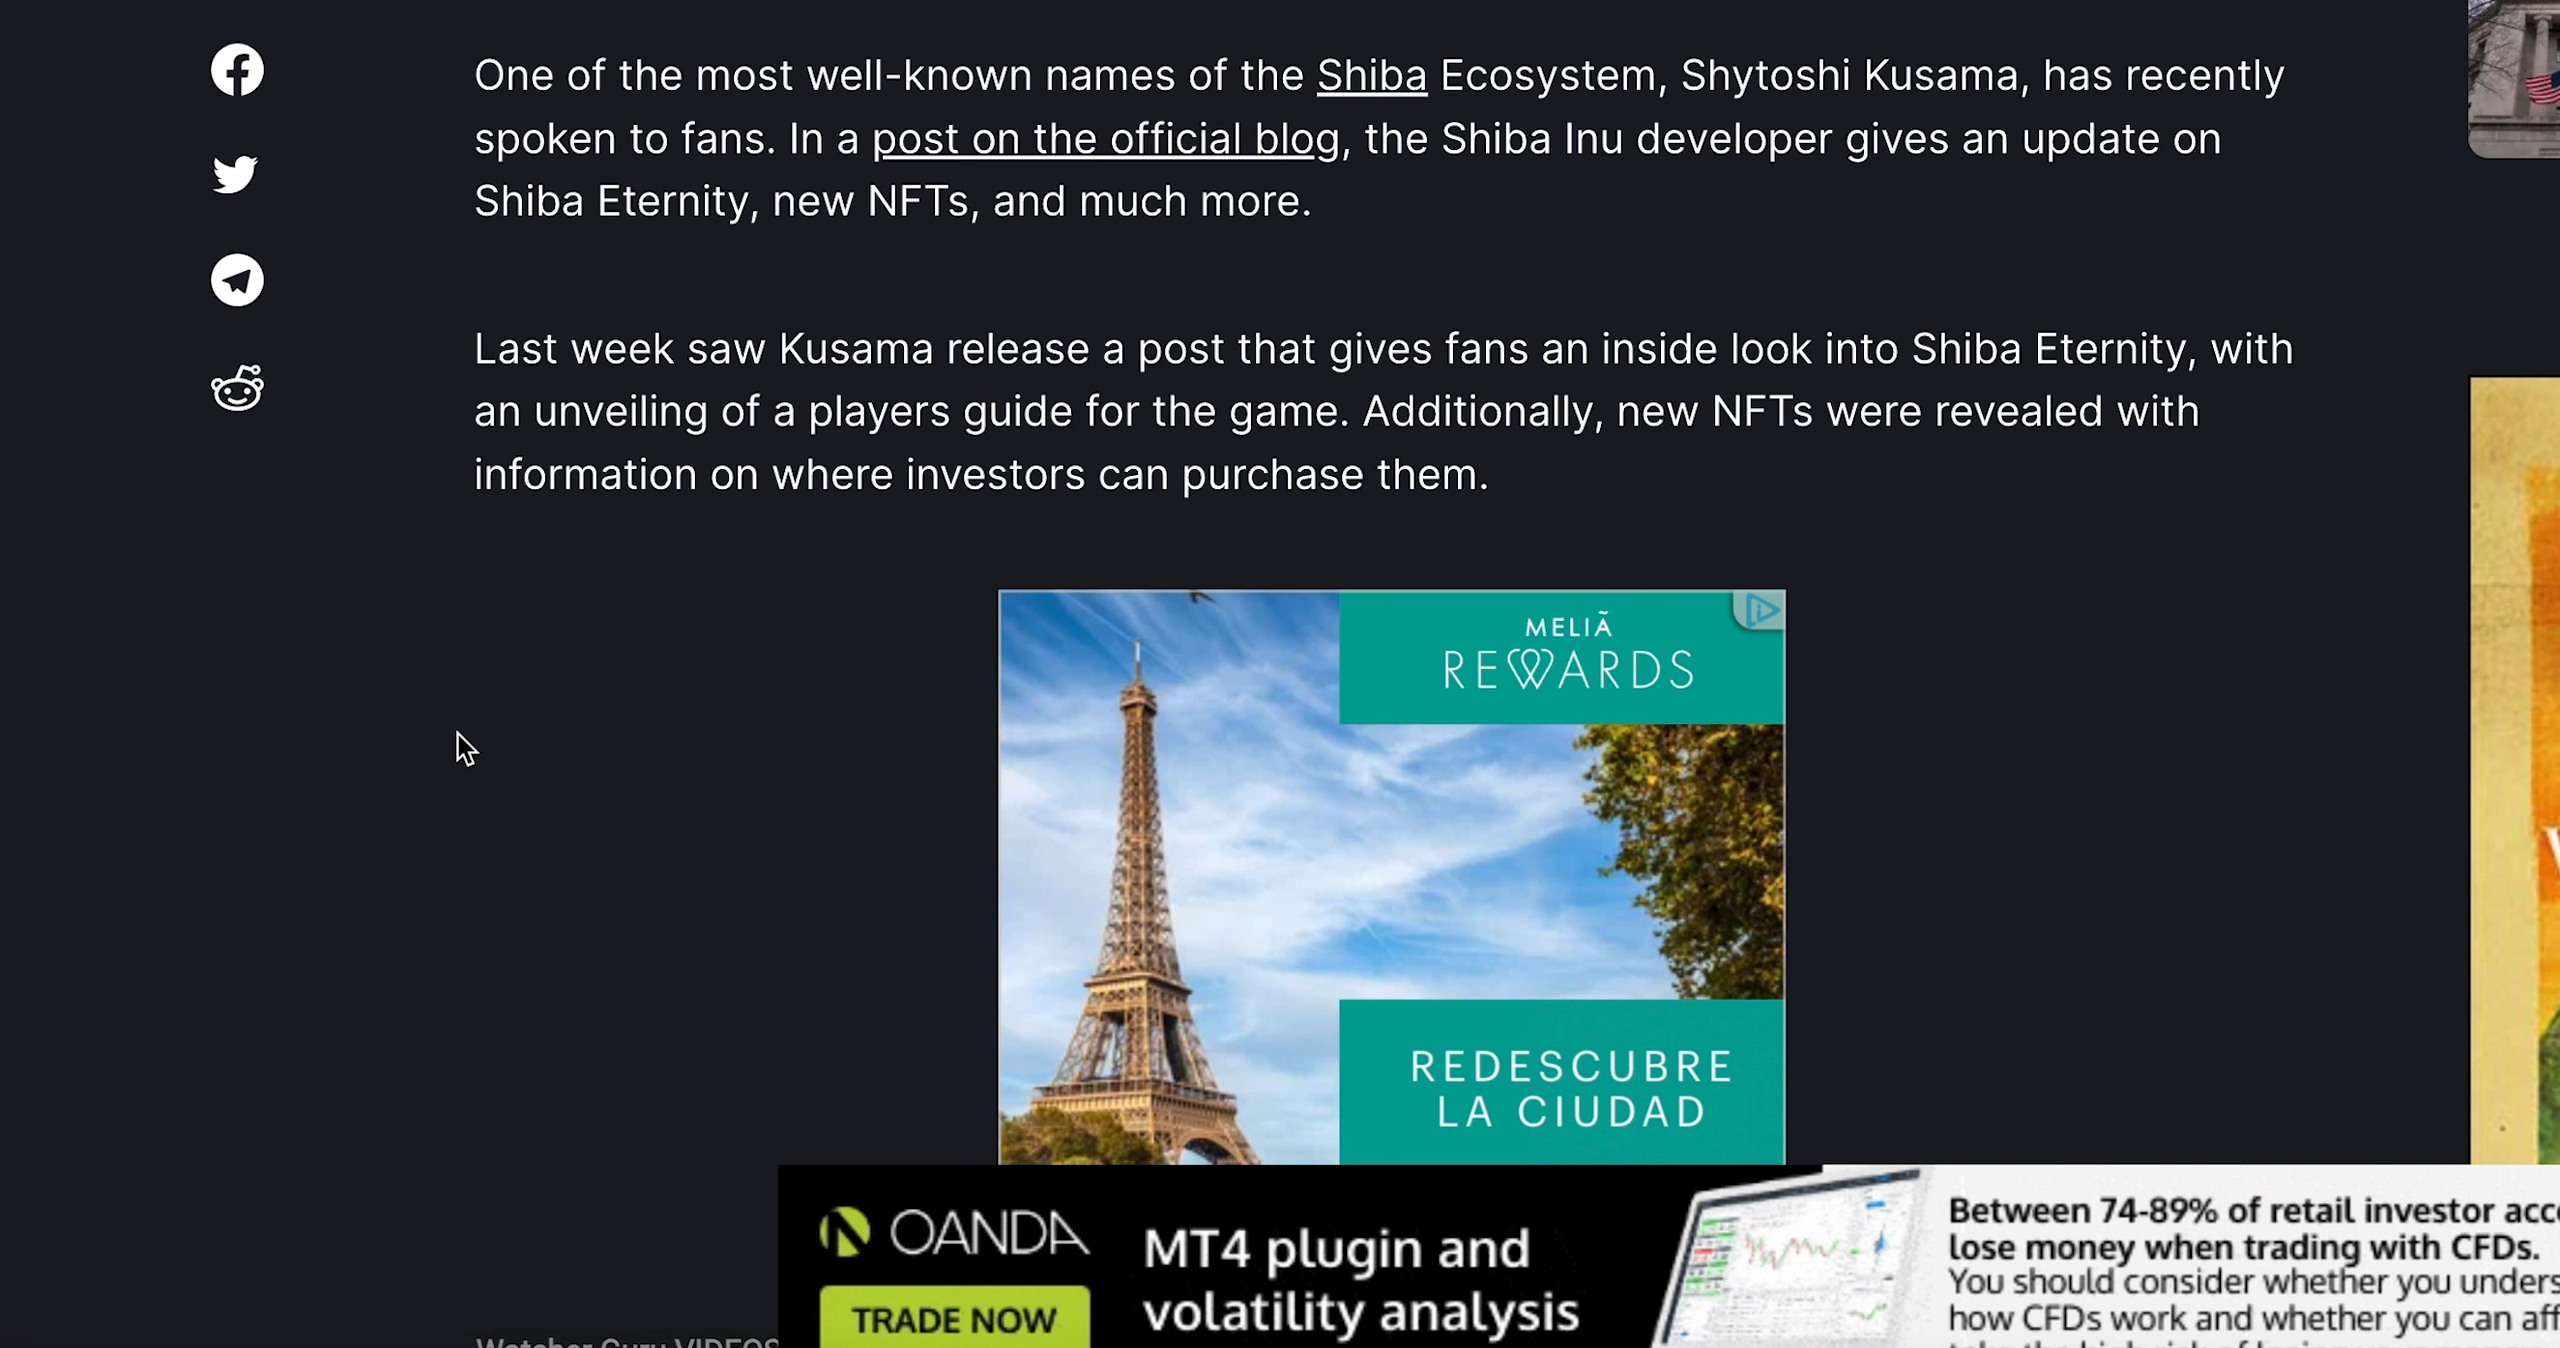 One of the most well-known names of the Shiba Ecosystem, Shytoshi Kusama, has recently
spoken to fans. In a post on the official blog, the Shiba Inu developer gives an update on
Shiba Eternity, new NFTs, and much more.
Last week saw Kusama release a post that gives fans an inside look into Shiba Eternity, with
an unveiling of a players guide for the game. Additionally, new NFTs were revealed with
information on where investors can purchase them.
MELIÃ
REWARDS
REDESCUBRE
LA CIUDAD
OANDA
TRADE NOW
MT4 plugin and
volatility analysis
Between 74-89% of retail investor
lose money when trading with CFDs.
You should consider whether you
how CFDs work and whether you can
Watcher Guru VIDEOS